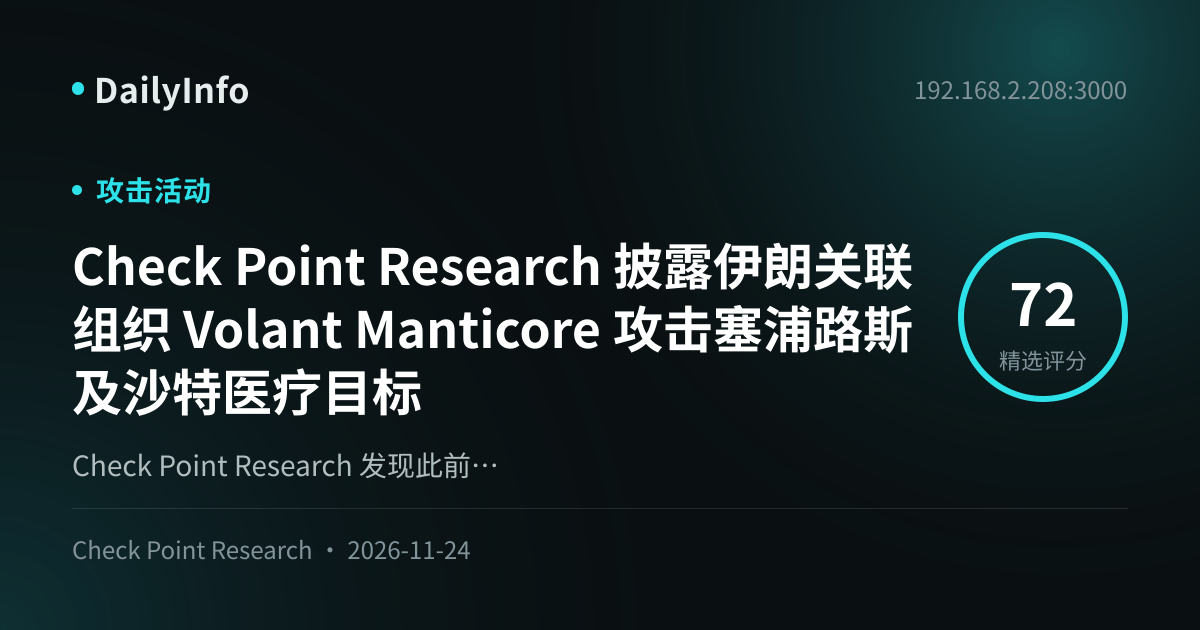 DailyInfo
192.168.2.208:3000
攻击活动
Check Point Research 披露伊朗关联
组织 Volant Manticore 攻击塞浦路斯
及沙特医疗目标
72
精选评分
Check Point Research 发现此前…
Check Point Research • 2026-11-24